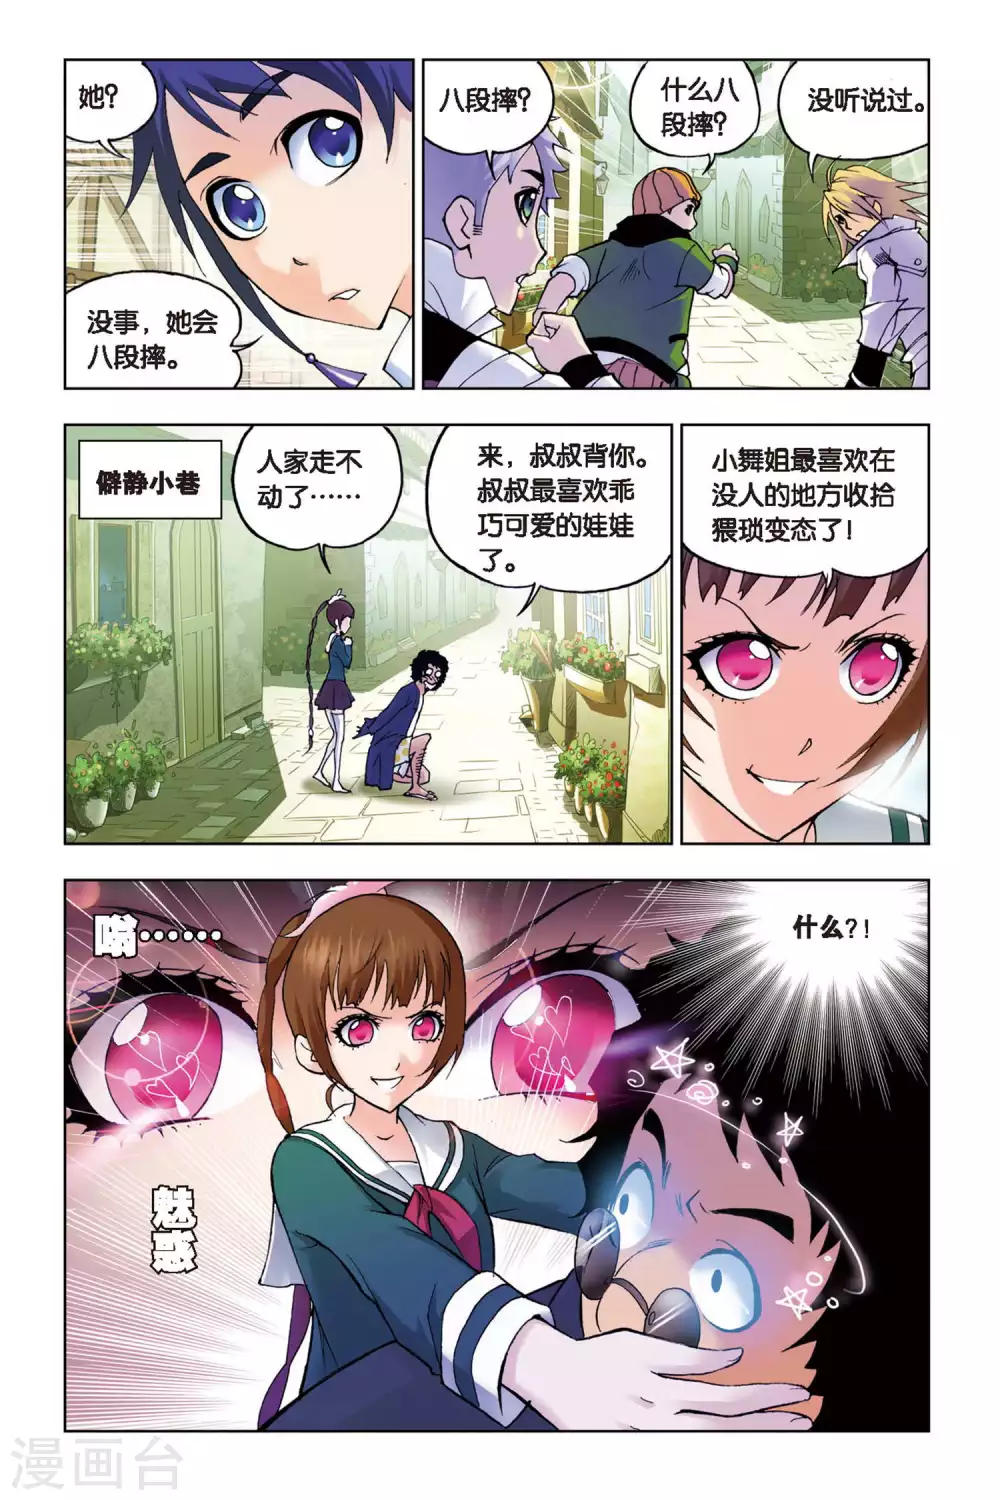 她？
没事，她会
八段摔。
八段摔？
什么八
段摔？
没听说过。
僻静小巷
人家走不
动了……
来，叔叔背你。
叔叔最喜欢乖
巧可爱的娃娃
了。
小舞姐最喜欢在
没人的地方收拾
猥琐变态了！
嗡……
什么？！
魅惑
漫画台